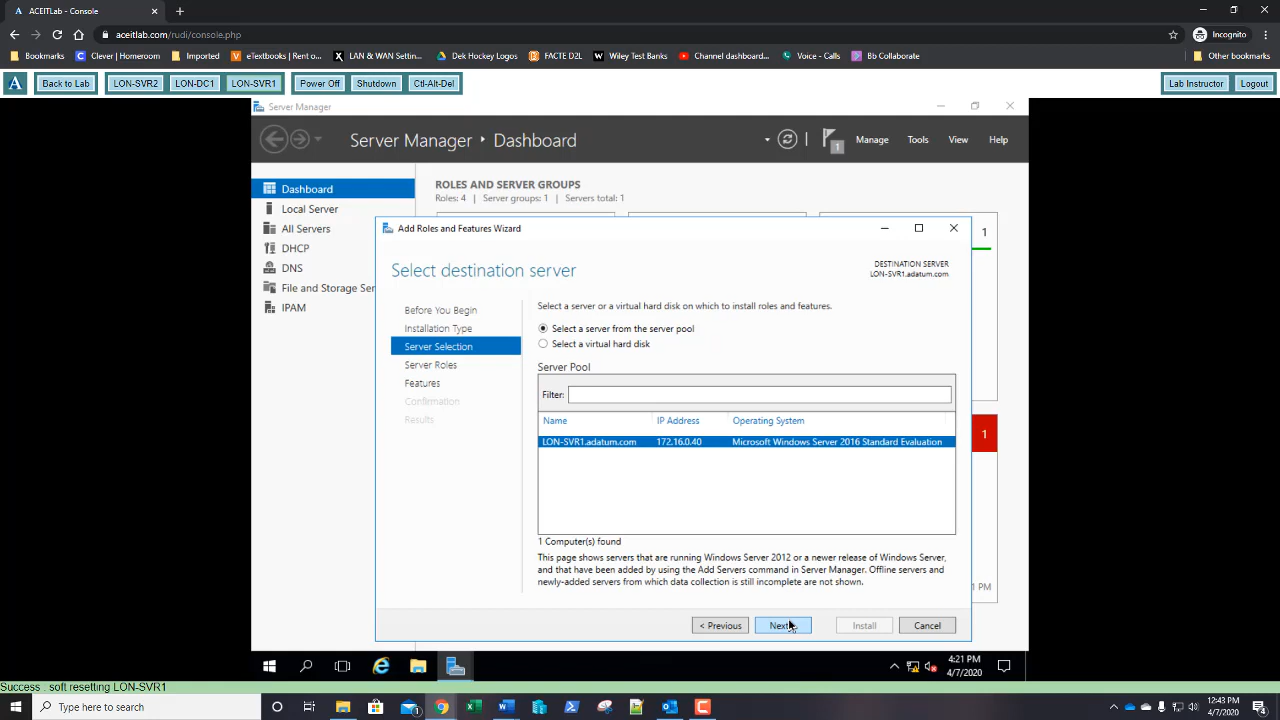 ACEITLab
aceitlab.com/rudi/console.php
Incognito
Bookmarks
Clever | Homeroom
Imported
eTextbooks | Rent o...
LAN & WAN Setting...
Dek Hockey Logos
FACTE D2L
Wiley Test Banks
Channel dashboard...
Voice - Calls
Bb Collaborate
Other bookmarks
A
Back to Lab
LON-SVR2
LON-DC1
LON-SVR1
Power Off
Shutdown
Ctl-Alt-Del
Lab Instructor
Logout
Server Manager
Server Manager
Dashboard
1
Manage
Tools
View
Help
Dashboard
Local Server
All Servers
DHCP
DNS
File and Storage Ser
IPAM
ROLES AND SERVER GROUPS
Roles: 4 | Server groups: 1 | Servers total: 1
1
1
1 PM
Add Roles and Features Wizard
Select destination server
DESTINATION SERVER
LON-SVR1.adatum.com
Before You Begin
Installation Type
Server Selection
Server Roles
Features
Confirmation
Results
Select a server or a virtual hard disk on which to install roles and features.
Select a server from the server pool
Select a virtual hard disk
Server Pool
Filter:
Name
IP Address
Operating System
LON-SVR1.adatum.com
172.16.0.40
Microsoft Windows Server 2016 Standard Evaluation
1 Computer(s) found
This page shows servers that are running Windows Server 2012 or a newer release of Windows Server,
and that have been added by using the Add Servers command in Server Manager. Offline servers and
newly-added servers from which data collection is still incomplete are not shown.
< Previous
Next
Install
Cancel
4:21 PM
4/7/2020
Success : soft resetting LON-SVR1
Type here to search
12:43 PM
4/7/2020